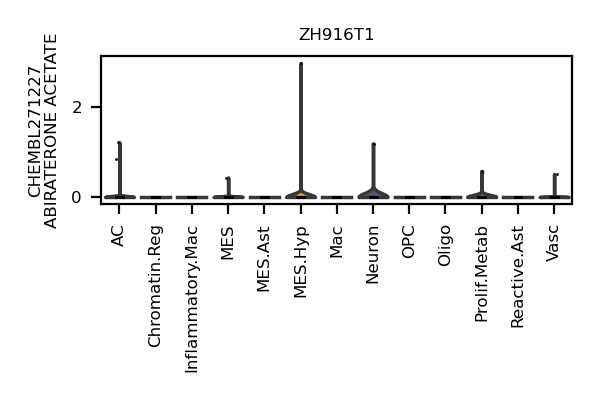 ZH916T1
CHEMBL271227
ABIRATERONE ACETATE
2
0
AC
Chromatin.Reg
Inflammatory.Mac
MES
MES.Ast
MES.Hyp
Mac
Neuron
OPC
Oligo
Prolif.Metab
Reactive.Ast
Vasc